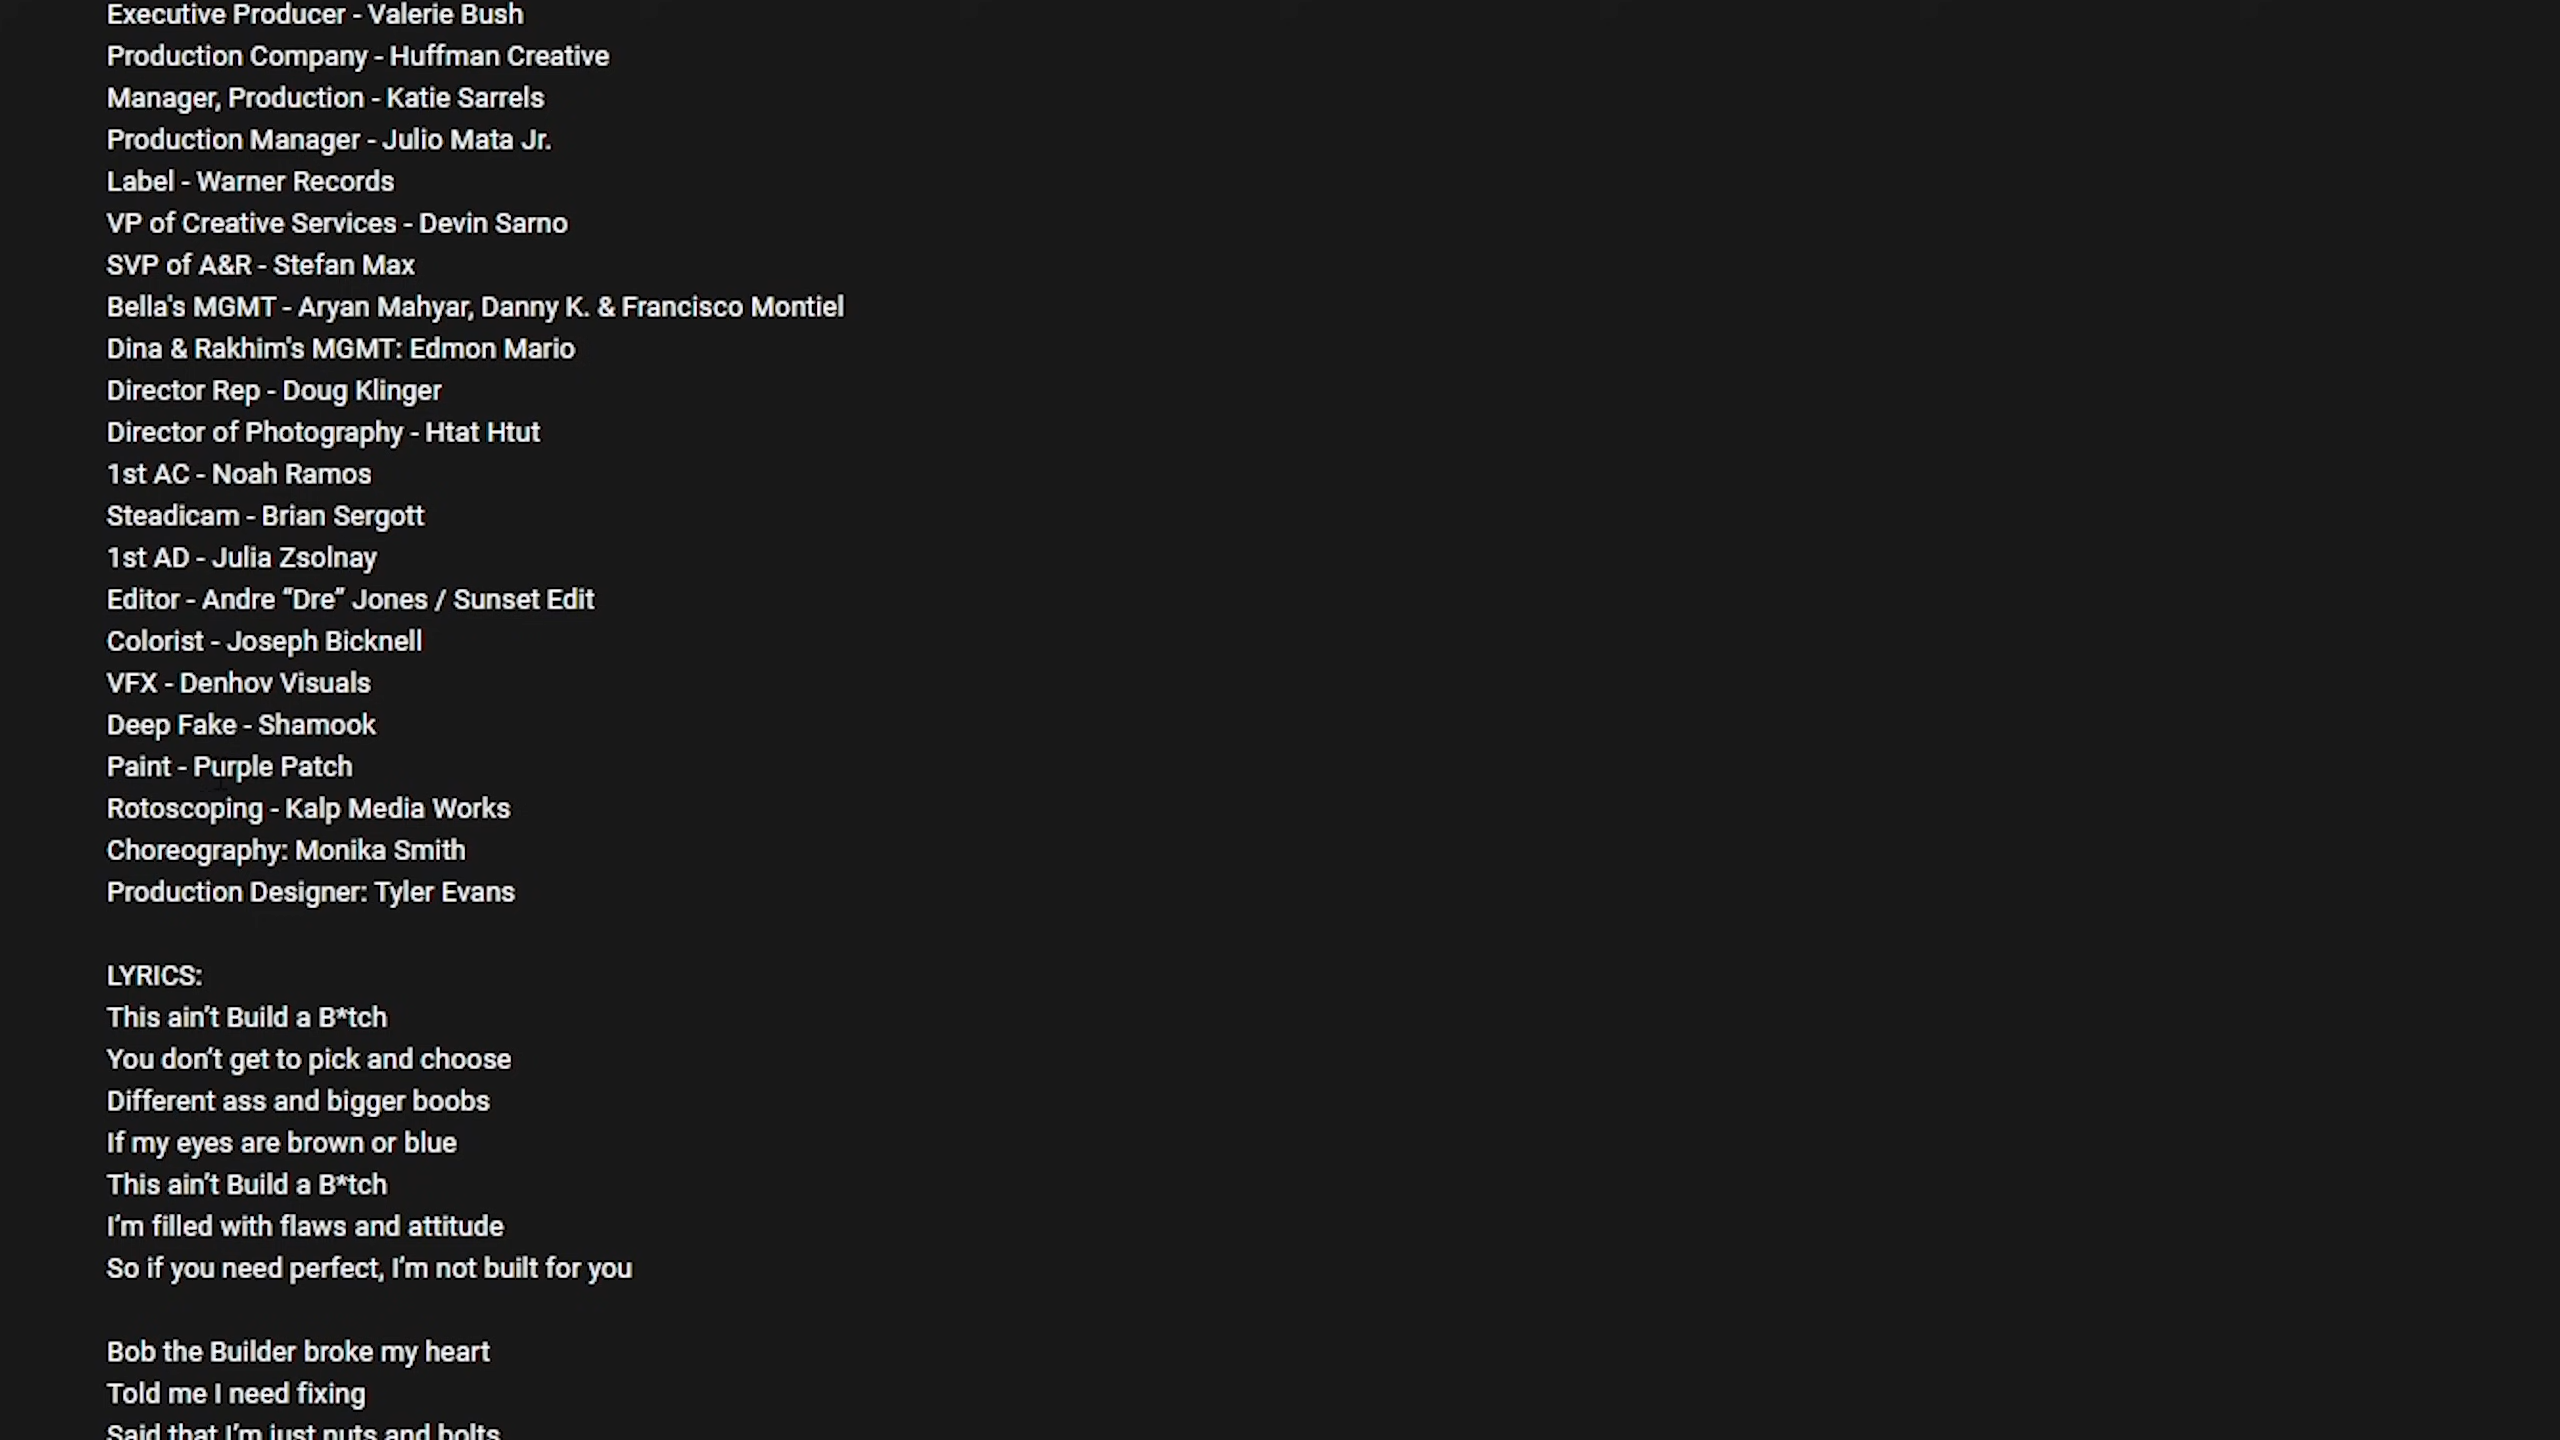 Executive Producer - Valerie Bush
Production Company - Huffman Creative
Manager, Production - Katie Sarrels
Production Manager - Julio Mata Jr.
Label - Warner Records
VP of Creative Services - Devin Sarno
SVP of A&R - Stefan Max
Bella's MGMT - Aryan Mahyar, Danny K. & Francisco Montiel
Dina & Rakhim's MGMT: Edmon Mario
Director Rep - Doug Klinger
Director of Photography - Htat Htut
1st AC - Noah Ramos
Steadicam - Brian Sergott
1st AD - Julia Zsolnay
Editor - Andre “Dre” Jones / Sunset Edit
Colorist - Joseph Bicknell
VFX - Denhov Visuals
Deep Fake - Shamook
Paint - Purple Patch
Rotoscoping - Kalp Media Works
Choreography: Monika Smith
Production Designer: Tyler Evans
LYRICS:
This ain’t Build a B*tch
You don’t get to pick and choose
Different ass and bigger boobs
If my eyes are brown or blue
This ain’t Build a B*tch
I’m filled with flaws and attitude
So if you need perfect, I’m not built for you
Bob the Builder broke my heart
Told me I need fixing
Said that I’m just nuts and bolts